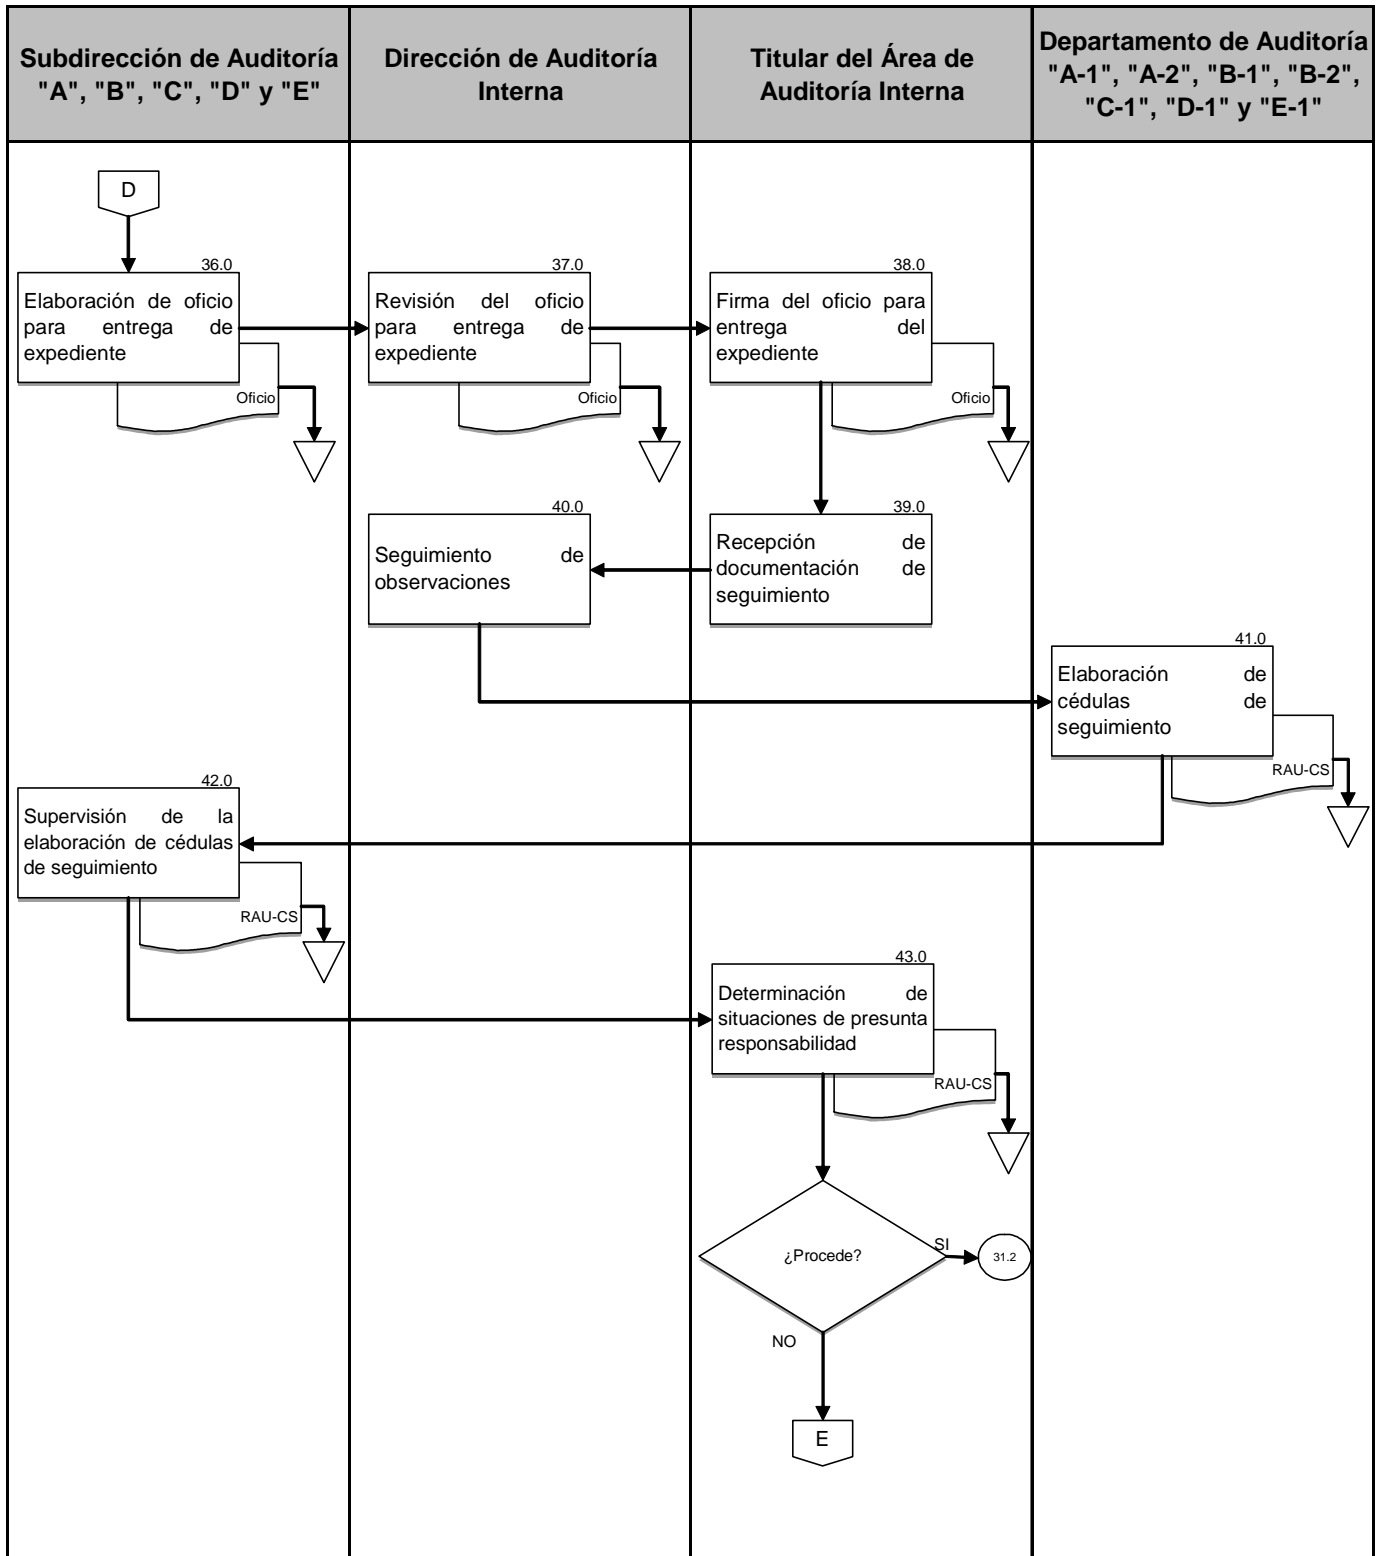 Subdirección de Auditoría
"A", "B", "C", "D" y "E"
Dirección de Auditoría
Interna
Titular del Área de
Auditoría Interna
Departamento de Auditoría
"A-1", "A-2", "B-1", "B-2",
"C-1", "D-1" y "E-1"
D
36.0
Elaboración de oficio
para entrega de
expediente
Oficio
37.0
Revisión del oficio
para entrega de
expediente
Oficio
38.0
Firma del oficio para
entrega del
expediente
Oficio
40.0
Seguimiento de
observaciones
39.0
Recepción de
documentación de
seguimiento
41.0
Elaboración de
cédulas de
seguimiento
RAU-CS
42.0
Supervisión de la
elaboración de cédulas
de seguimiento
RAU-CS
43.0
Determinación de
situaciones de presunta
responsabilidad
RAU-CS
¿Procede?
SI
31.2
NO
E